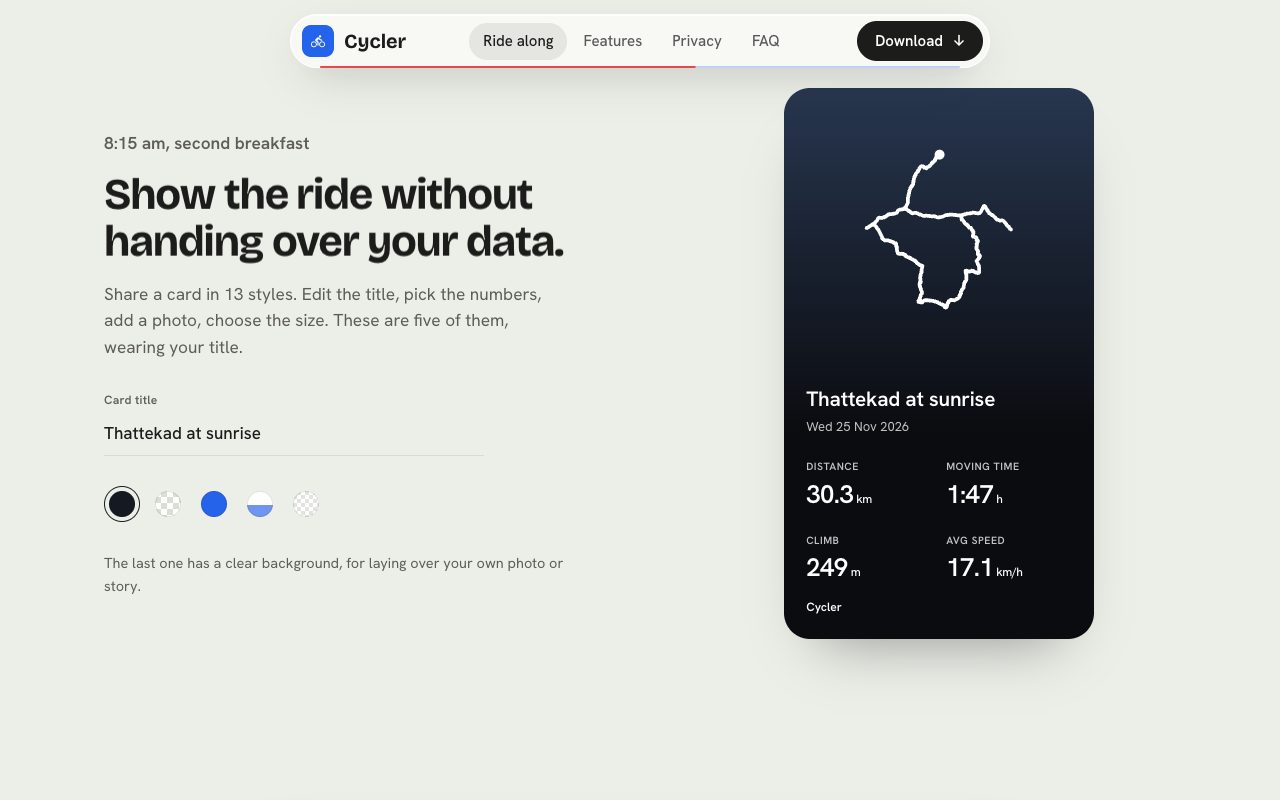 Cycler
Ride along
Features
Privacy
FAQ
Download
8:15 am, second breakfast
Show the ride without
handing over your data.
Share a card in 13 styles. Edit the title, pick the numbers,
add a photo, choose the size. These are five of them,
wearing your title.
Card title
Thattekad at sunrise
The last one has a clear background, for laying over your own photo or
story.
Thattekad at sunrise
Wed 25 Nov 2026
DISTANCE
30.3 km
MOVING TIME
1:47 h
CLIMB
249 m
AVG SPEED
17.1 km/h
Cycler